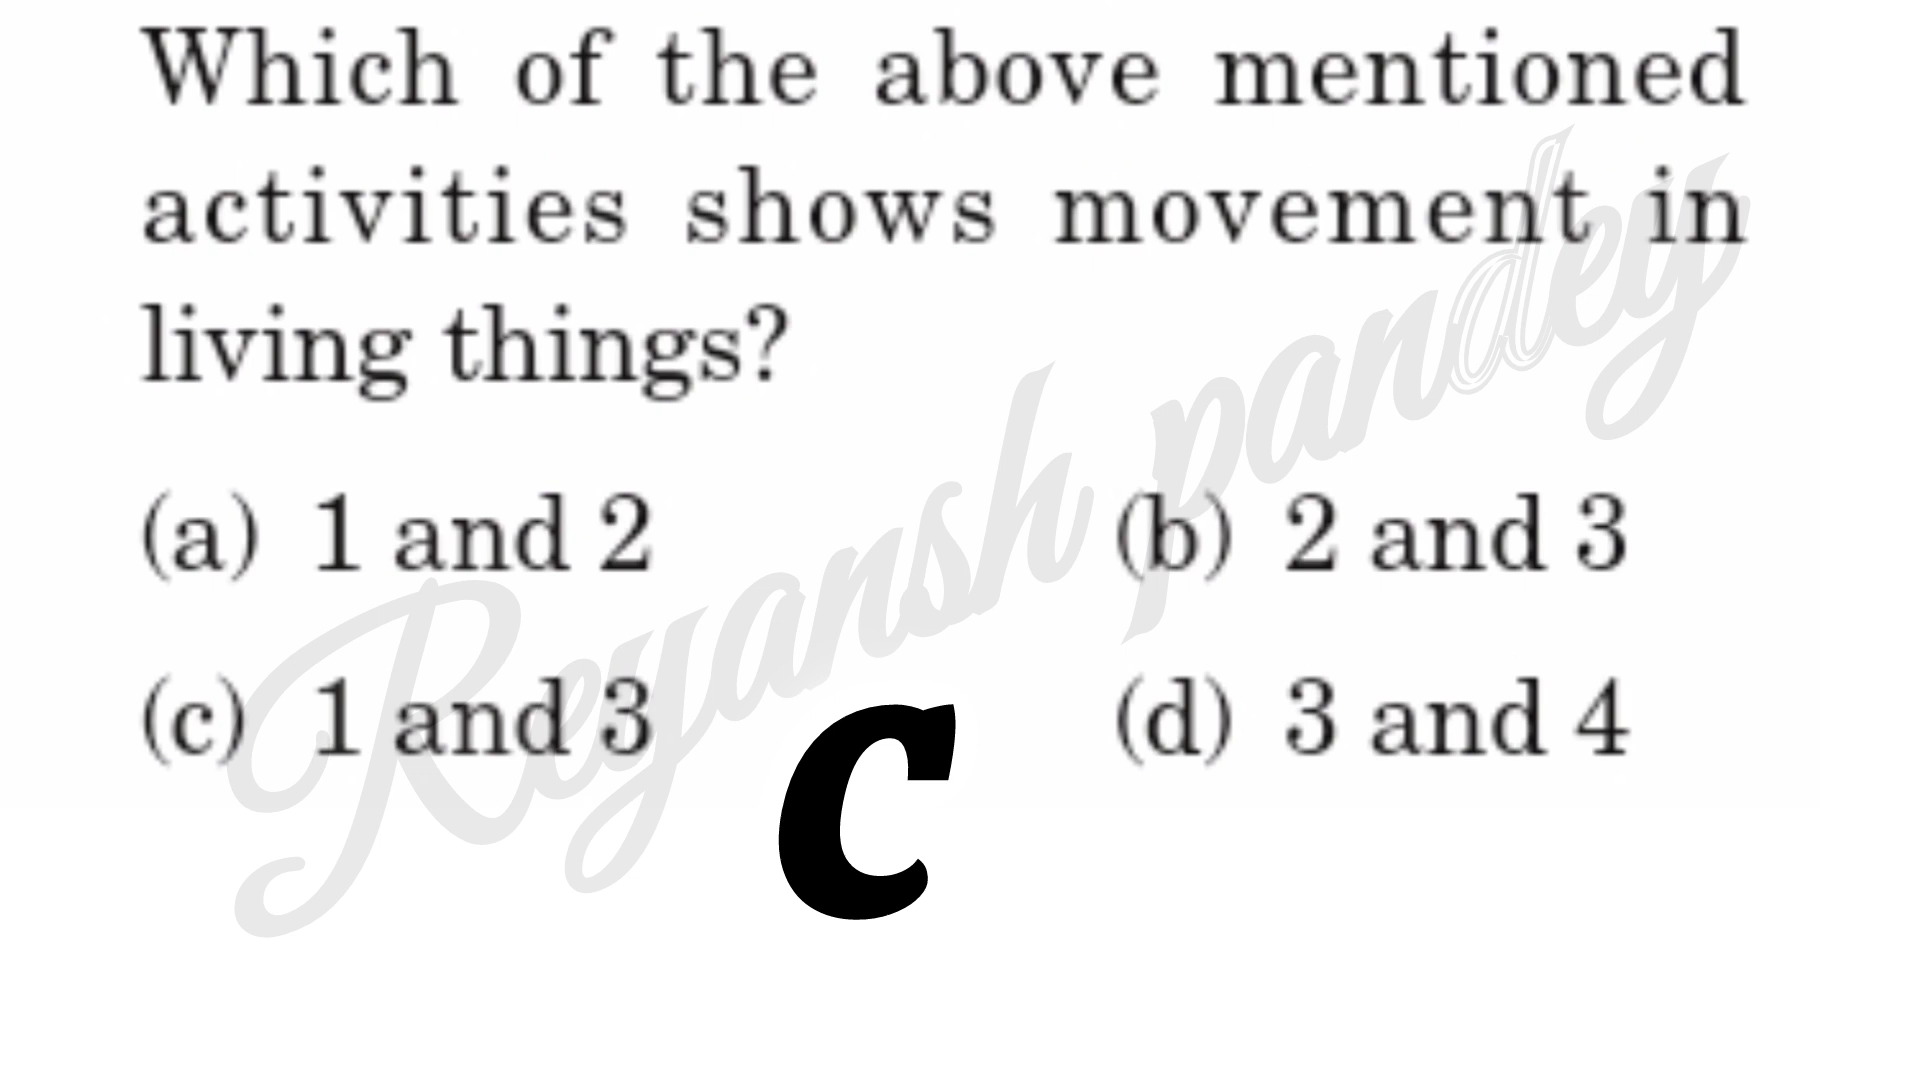 Which of the above mentioned
activities shows movement in
living things?
(a) 1 and 2 (b) 2 and 3
(c) 1 and 3 (d) 3 and 4
c
Reyansh pandey